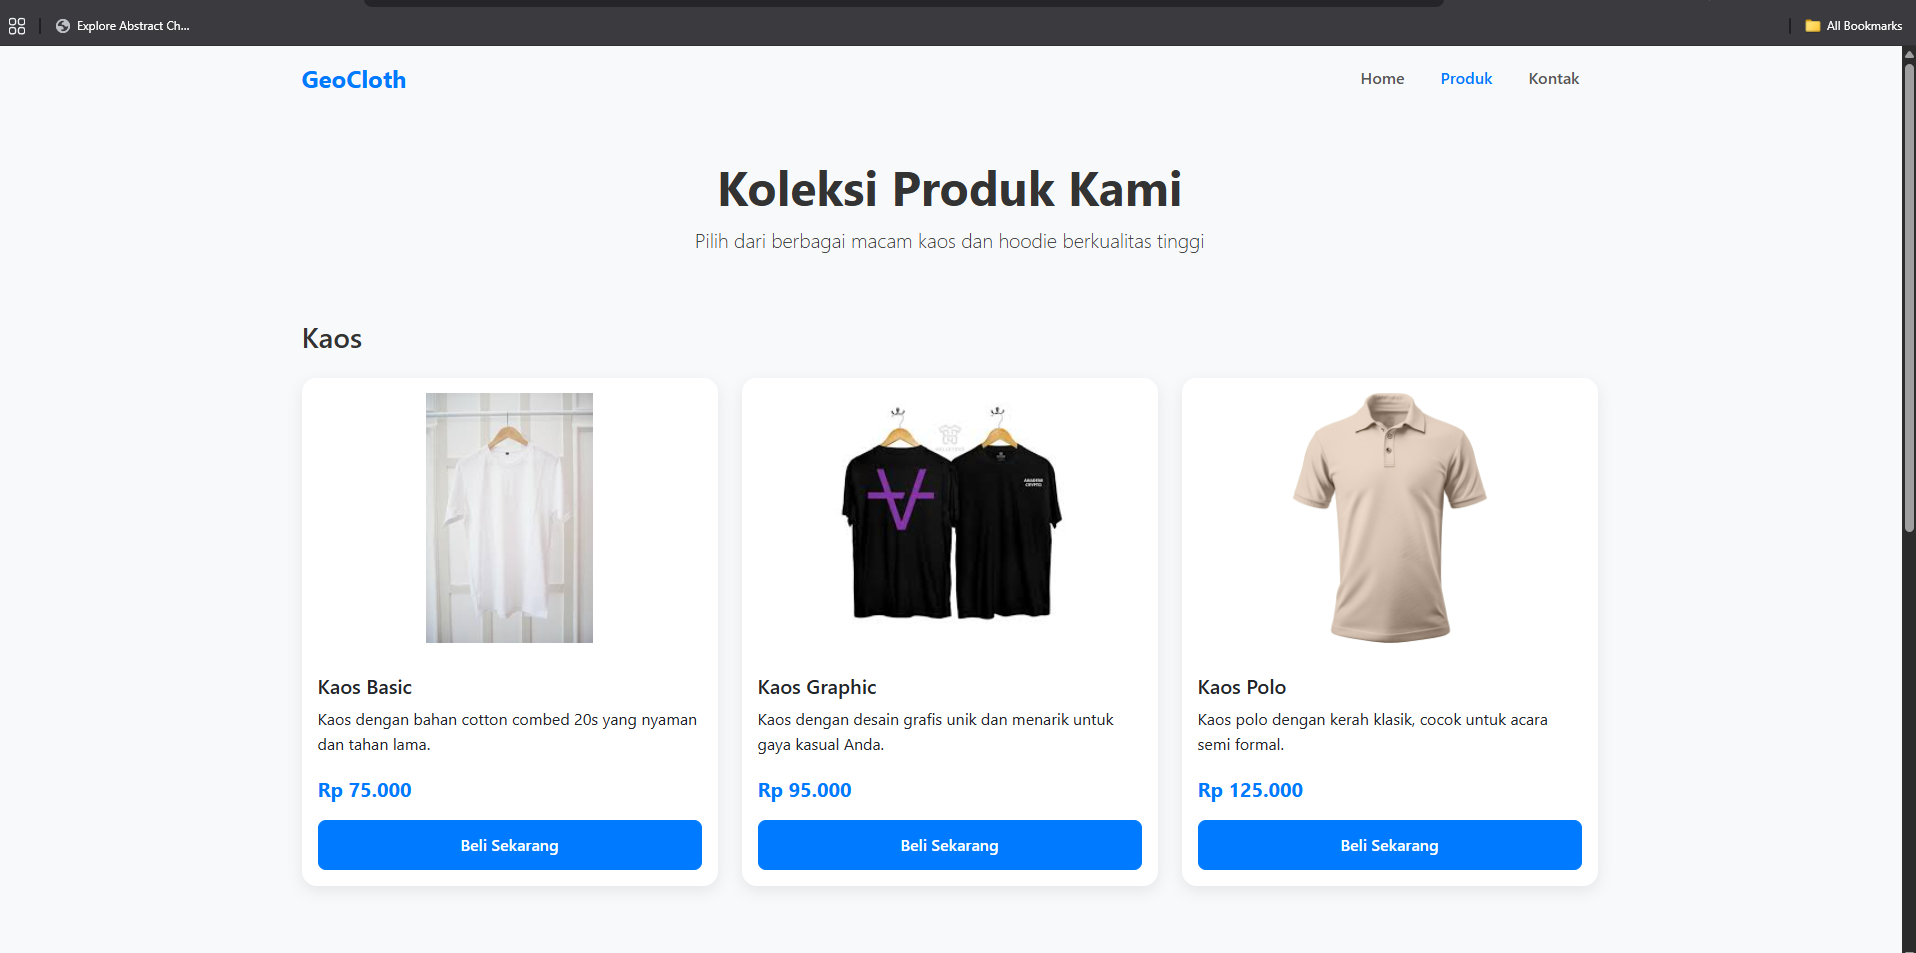 Explore Abstract Ch...
All Bookmarks
GeoCloth
Home
Produk
Kontak
Koleksi Produk Kami
Pilih dari berbagai macam kaos dan hoodie berkualitas tinggi
Kaos
Kaos Basic
Kaos dengan bahan cotton combed 20s yang nyaman
dan tahan lama.
Rp 75.000
Beli Sekarang
Kaos Graphic
Kaos dengan desain grafis unik dan menarik untuk
gaya kasual Anda.
Rp 95.000
Beli Sekarang
Kaos Polo
Kaos polo dengan kerah klasik, cocok untuk acara
semi formal.
Rp 125.000
Beli Sekarang